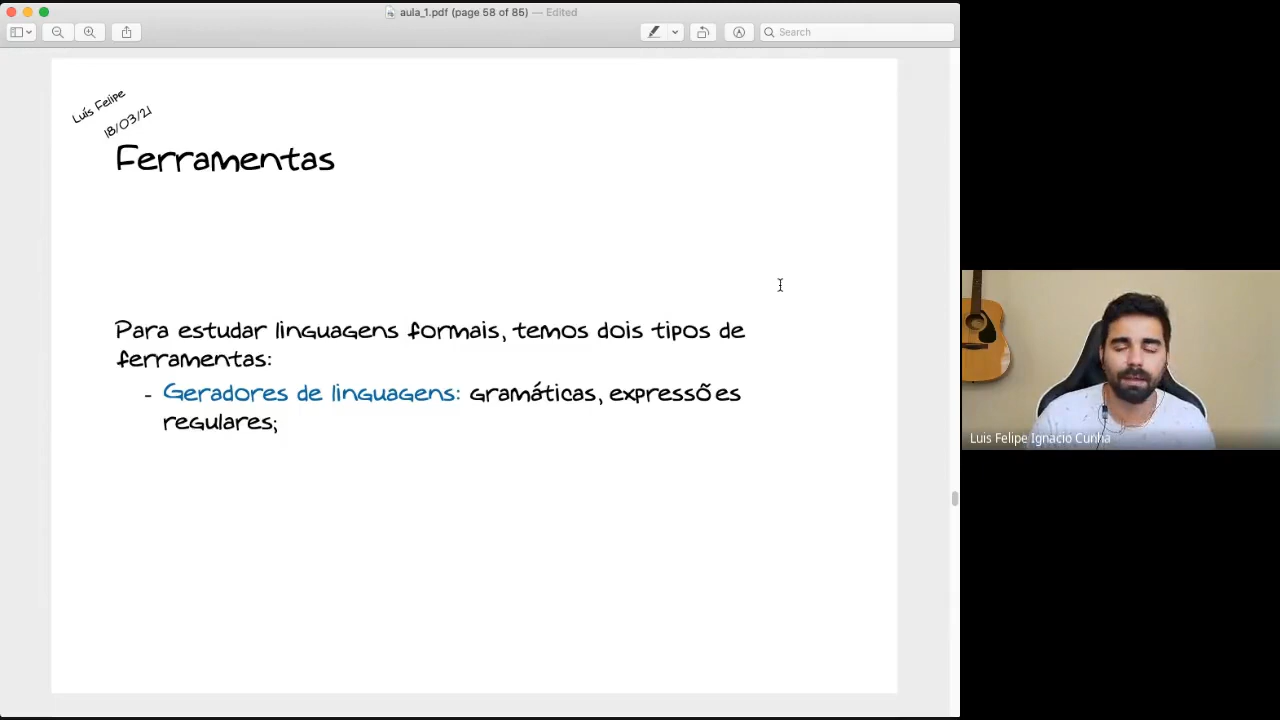 aula_1.pdf (page 58 of 85) — Edited
Search
Luís Felipe
18/03/21
Ferramentas
Para estudar linguagens formais, temos dois tipos de
ferramentas:
- Geradores de linguagens: gramáticas, expressões
regulares;
Luis Felipe Ignacio Cunha